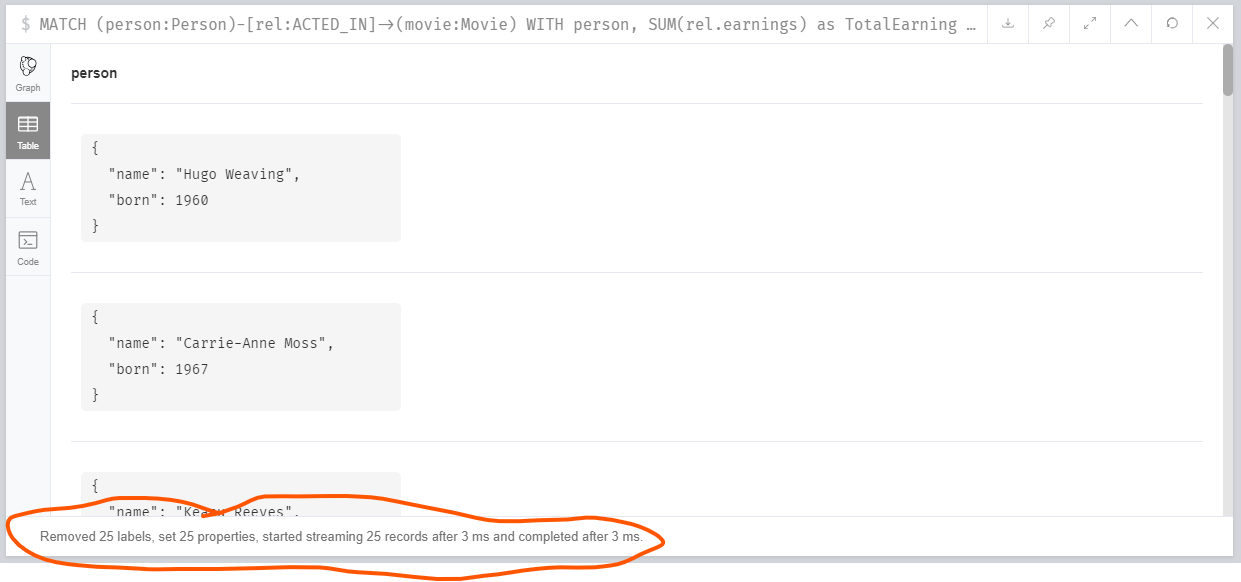 $ MATCH (person:Person)-[rel:ACTED_IN]->(movie:Movie) WITH person, SUM(rel.earnings) as TotalEarning …
Graph
Table
Text
Code
person
{
"name": "Hugo Weaving",
"born": 1960
}
{
"name": "Carrie-Anne Moss",
"born": 1967
}
{
"name": "Keanu Reeves",
Removed 25 labels, set 25 properties, started streaming 25 records after 3 ms and completed after 3 ms.